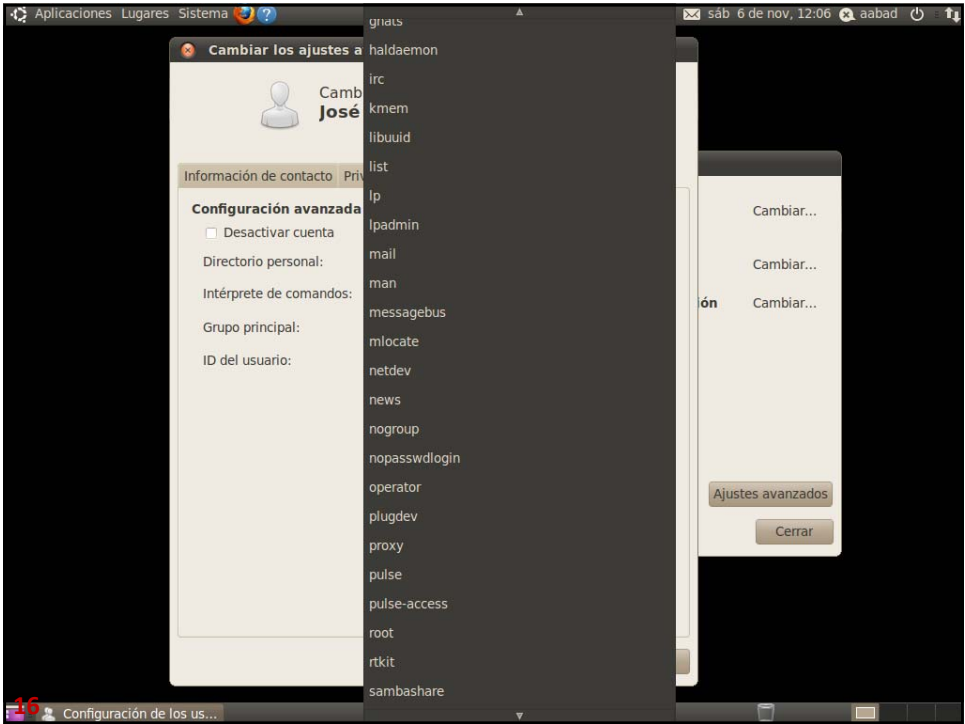 Aplicaciones Lugares Sistema
sáb 6 de nov, 12:06 aabad
Cambiar los ajustes a
Camb
José
Información de contacto Priv
Configuración avanzada
Desactivar cuenta
Directorio personal:
Intérprete de comandos:
Grupo principal:
ID del usuario:
gnats
haldaemon
irc
kmem
libuuid
list
lp
lpadmin
mail
man
messagebus
mlocate
netdev
news
nogroup
nopasswdlogin
operator
plugdev
proxy
pulse
pulse-access
root
rtkit
sambashare
Cambiar...
Cambiar...
ión Cambiar...
Ajustes avanzados
Cerrar
16
Configuración de los us...